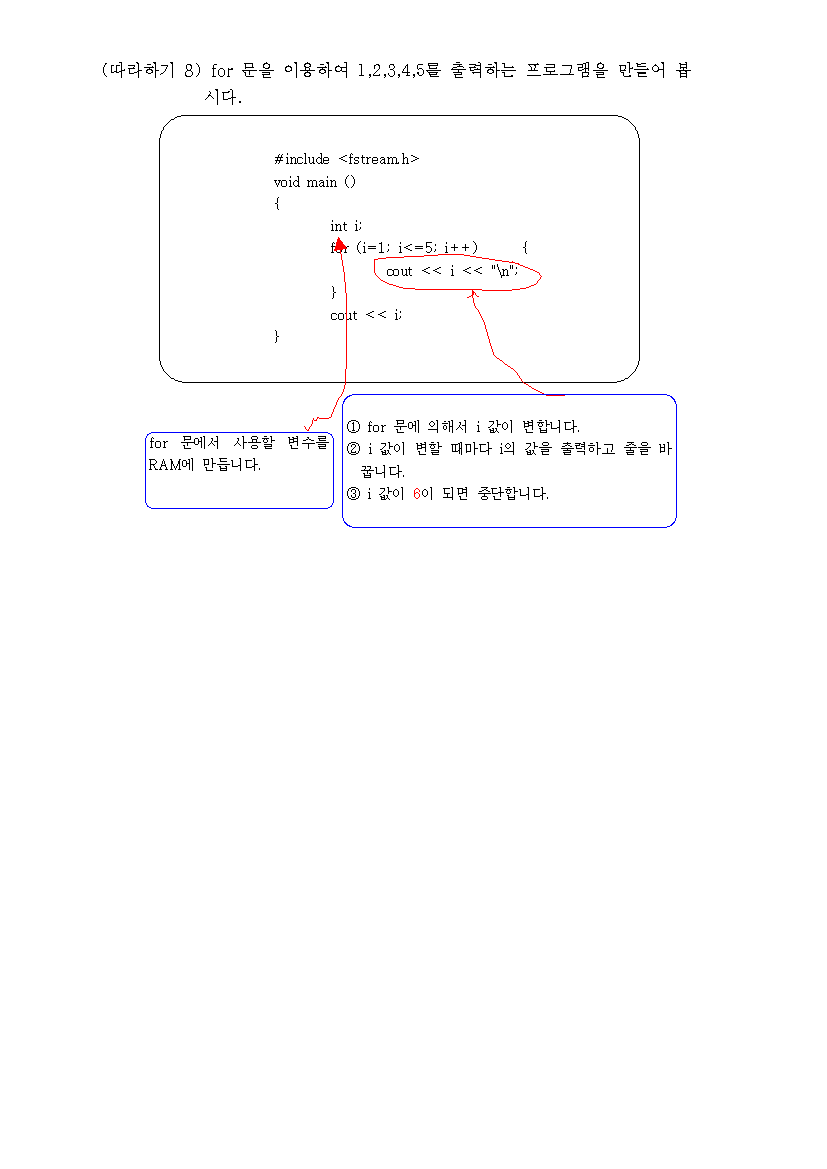 (따라하기 8) for 문을 이용하여 1,2,3,4,5를 출력하는 프로그램을 만들어 봅
시다.
#include <fstream.h>
void main ()
{
int i;
for (i=1; i<=5; i++) {
cout << i << "\n";
}
cout << i;
}
for 문에서 사용할 변수를
RAM에 만듭니다.
① for 문에 의해서 i 값이 변합니다.
② i 값이 변할 때마다 i의 값을 출력하고 줄을 바
꿉니다.
③ i 값이 6이 되면 중단합니다.